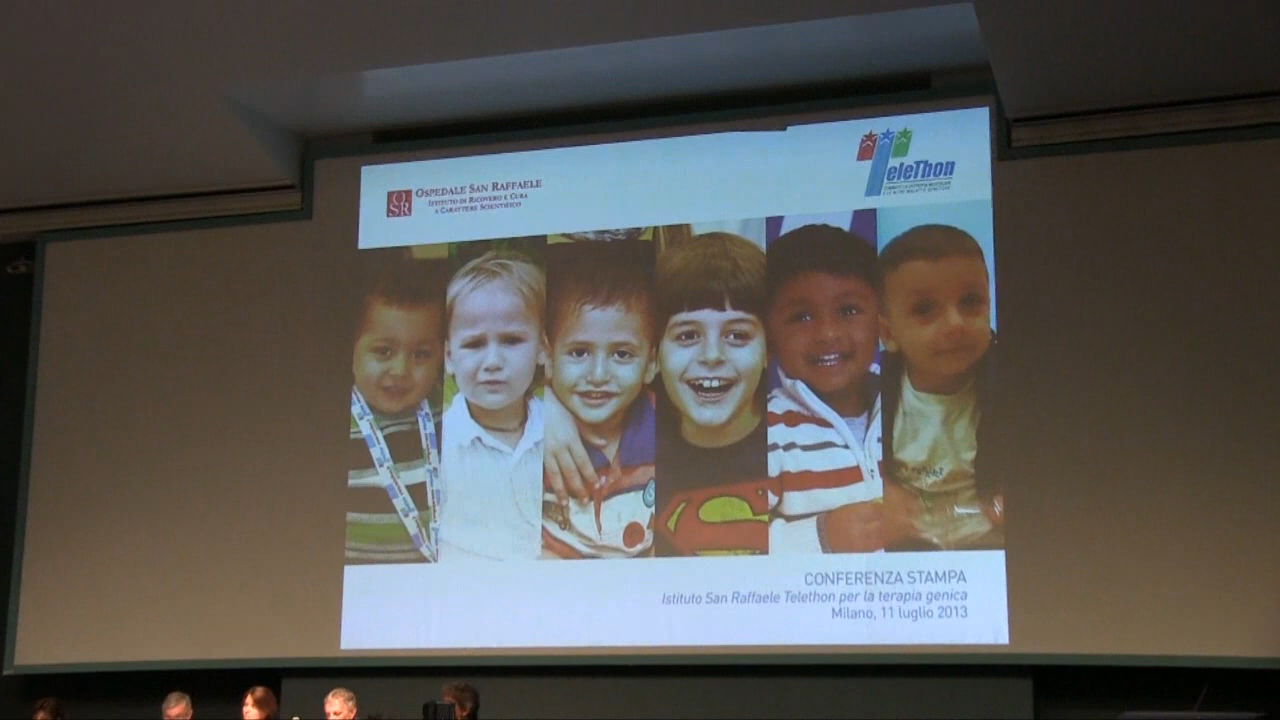 OSR
OSPEDALE SAN RAFFAELE
ISTITUTO DI RICOVERO E CURA
A CARATTERE SCIENTIFICO
TeleThon
CONFERENZA STAMPA
Istituto San Raffaele Telethon per la terapia genica
Milano, 11 luglio 2013